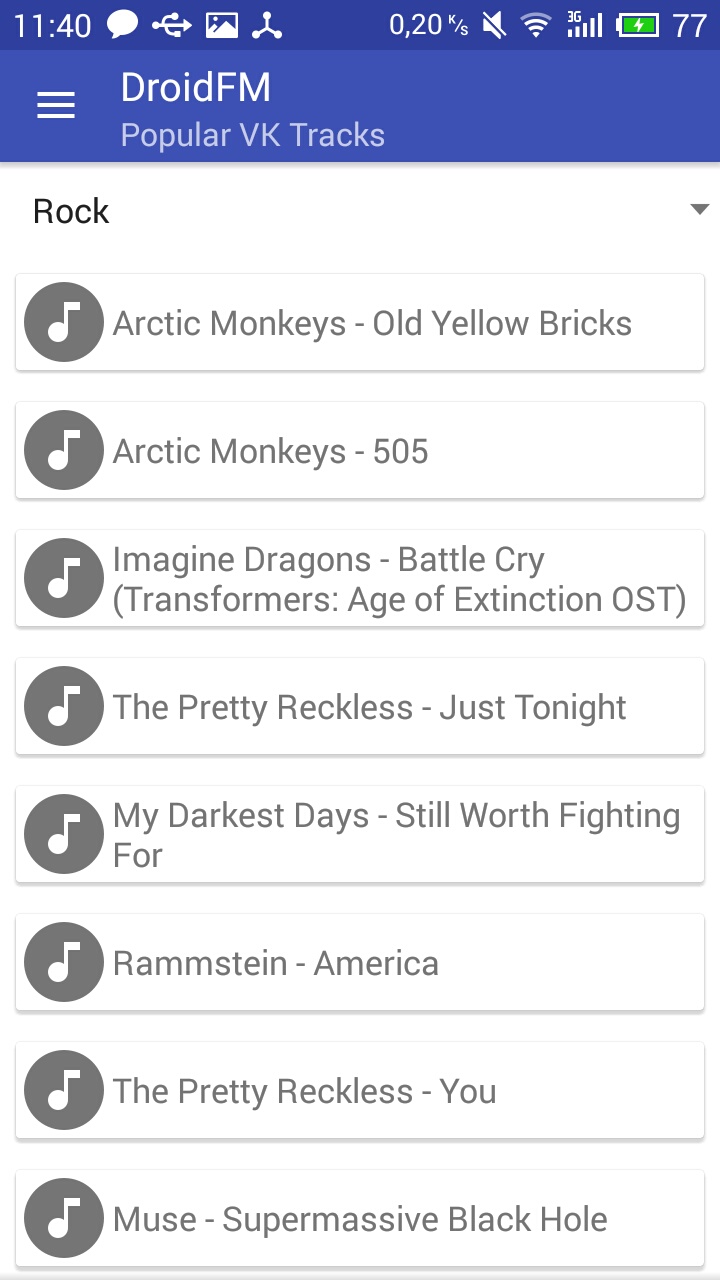 11:40 0,20 K/s 3G 77
DroidFM
Popular VK Tracks
Rock
Arctic Monkeys - Old Yellow Bricks
Arctic Monkeys - 505
Imagine Dragons - Battle Cry
(Transformers: Age of Extinction OST)
The Pretty Reckless - Just Tonight
My Darkest Days - Still Worth Fighting
For
Rammstein - America
The Pretty Reckless - You
Muse - Supermassive Black Hole